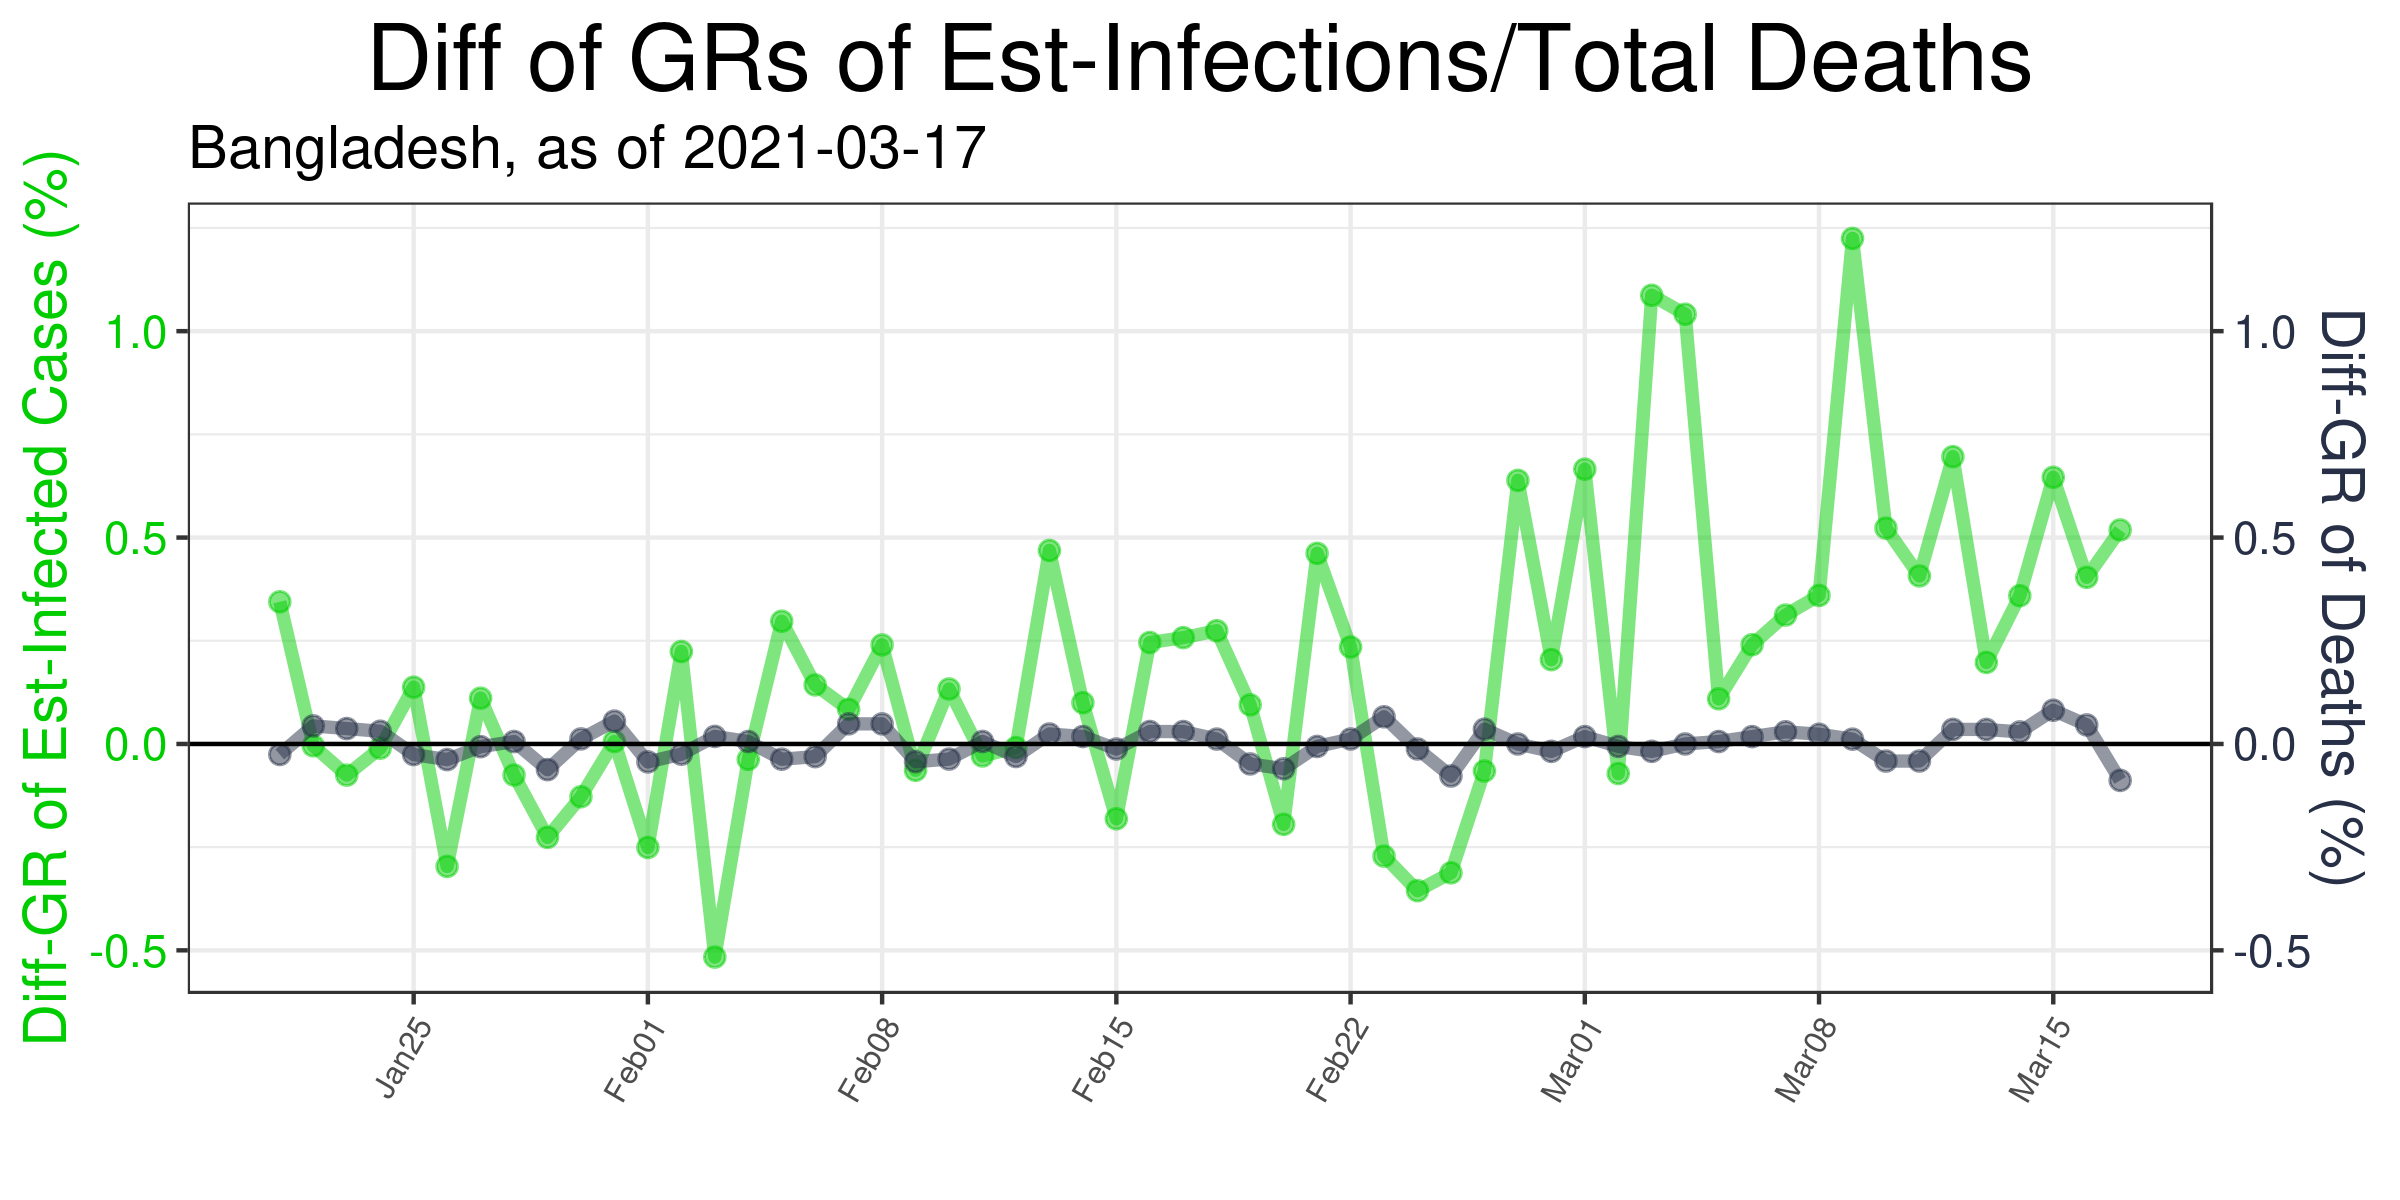 Diff of GRs of Est-Infections/Total Deaths
Bangladesh, as of 2021-03-17
Diff-GR of Est-Infected Cases (%)
1.0
0.5
0.0
-0.5
1.0
0.5
0.0
-0.5
Diff-GR of Deaths (%)
Jan25
Feb01
Feb08
Feb15
Feb22
Mar01
Mar08
Mar15